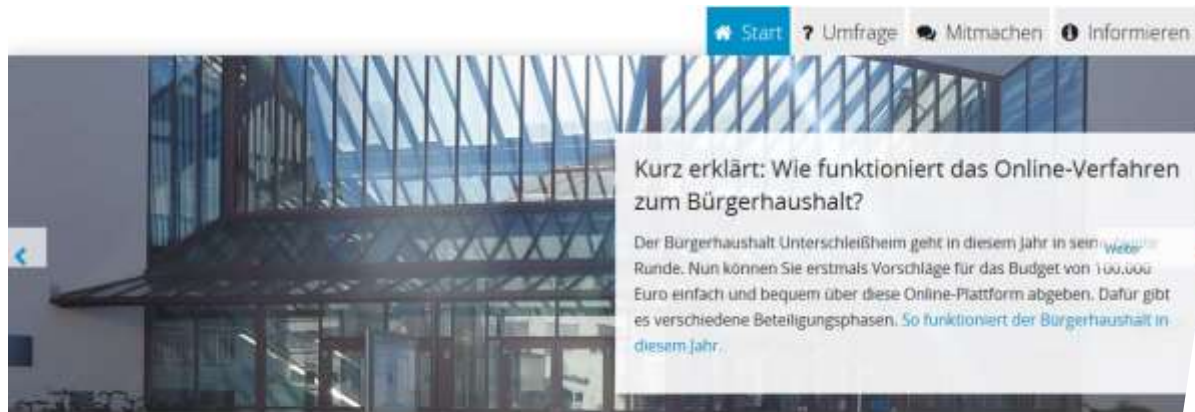 Start ? Umfrage Mitmachen Informieren
Kurz erklärt: Wie funktioniert das Online-Verfahren
zum Bürgerhaushalt?
Der Bürgerhaushalt Unterschleißheim geht in diesem Jahr in sein
Weiter
Runde. Nun können Sie erstmals Vorschläge für das Budget von 100.000
Euro einfach und bequem über diese Online-Plattform abgeben. Dafür gibt
es verschiedene Beteiligungsphasen. So funktioniert der Bürgerhaushalt in
diesem Jahr.